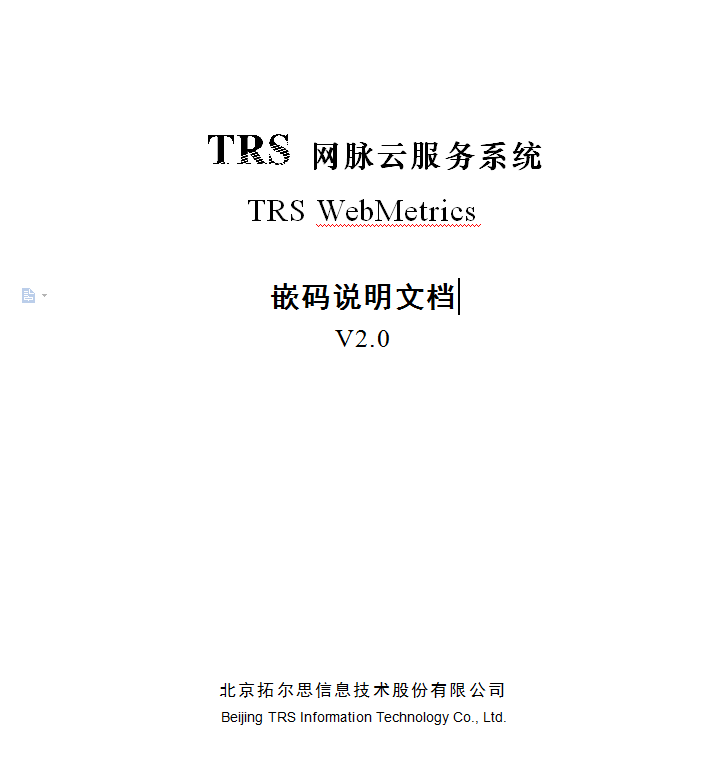 TRS 网脉云服务系统
TRS WebMetrics
嵌码说明文档
V2.0
北京拓尔思信息技术股份有限公司
Beijing TRS Information Technology Co., Ltd.